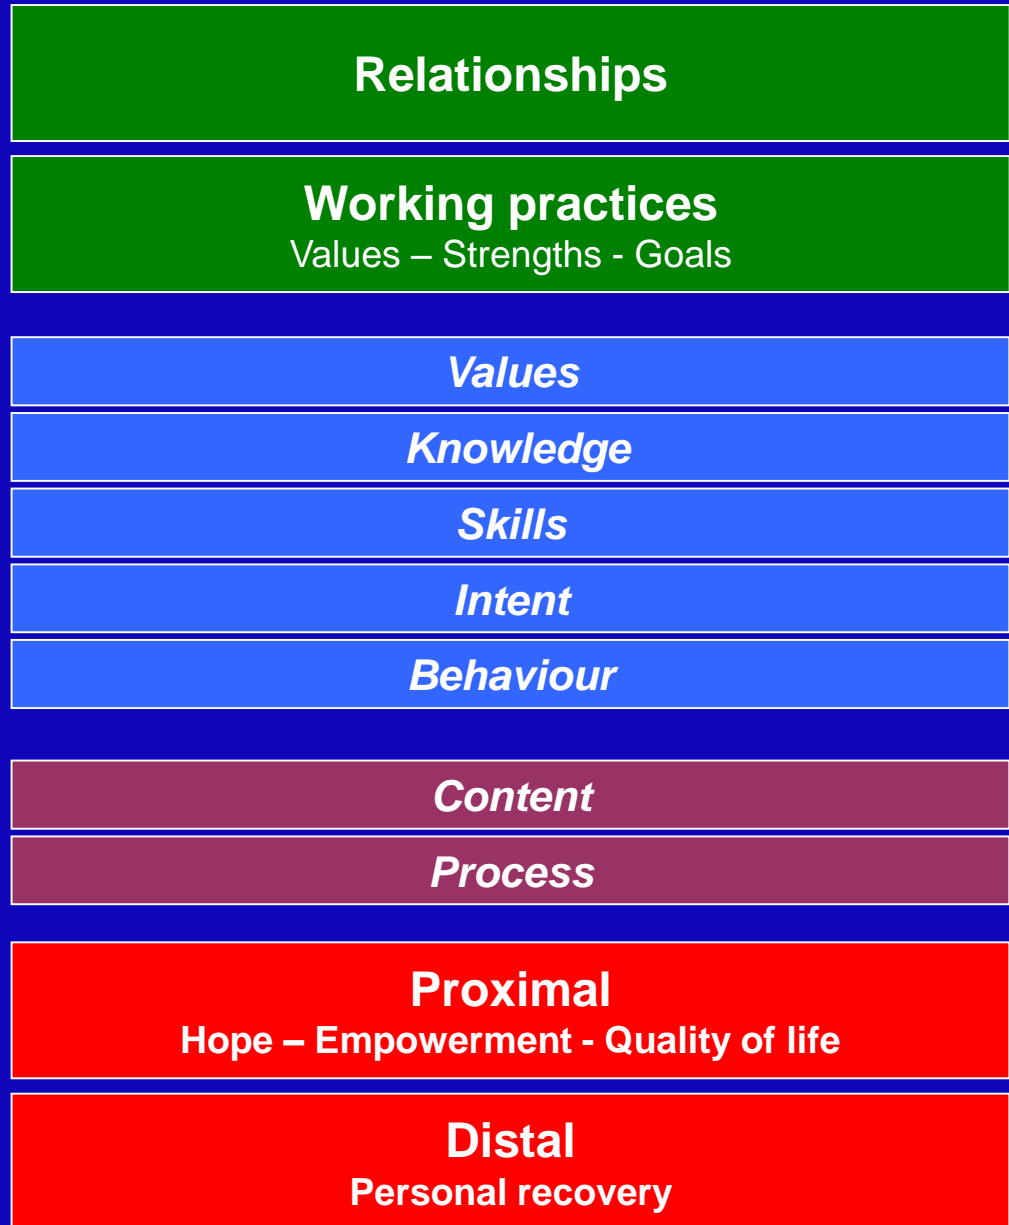 Relationships
Working practices
Values – Strengths - Goals
Values
Knowledge
Skills
Intent
Behaviour
Content
Process
Proximal
Hope – Empowerment - Quality of life
Distal
Personal recovery